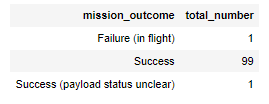 mission_outcome total_number
Failure (in flight) 1
Success 99
Success (payload status unclear) 1